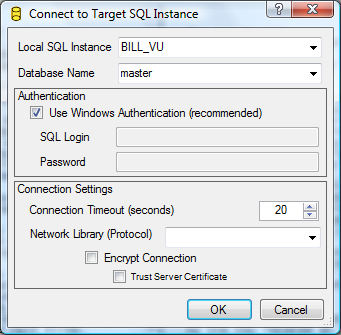 Connect to Target SQL Instance
Local SQL Instance BILL_VU
Database Name master
Authentication
Use Windows Authentication (recommended)
SQL Login
Password
Connection Settings
Connection Timeout (seconds) 20
Network Library (Protocol)
Encrypt Connection
Trust Server Certificate
OK Cancel